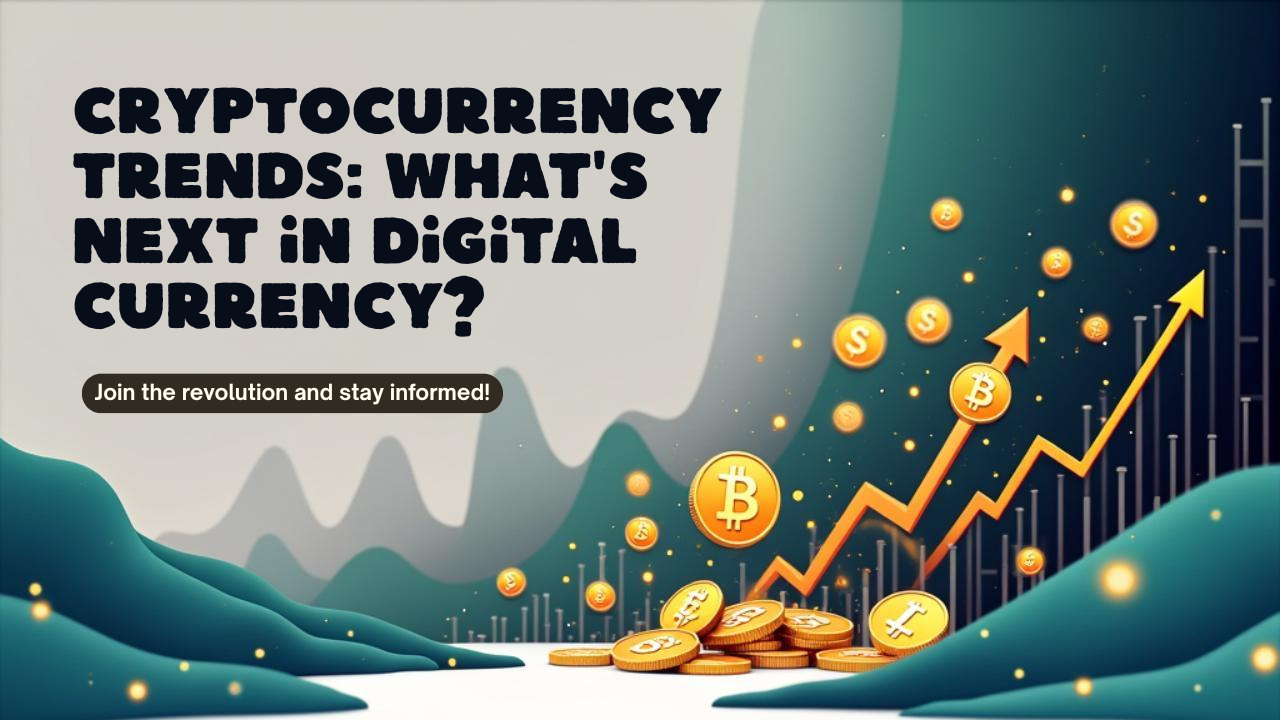 CRYPTOCURRENCY
TRENDS: WHAT'S
NEXT iN DiGiTAL
CURRENCY?
Join the revolution and stay informed!